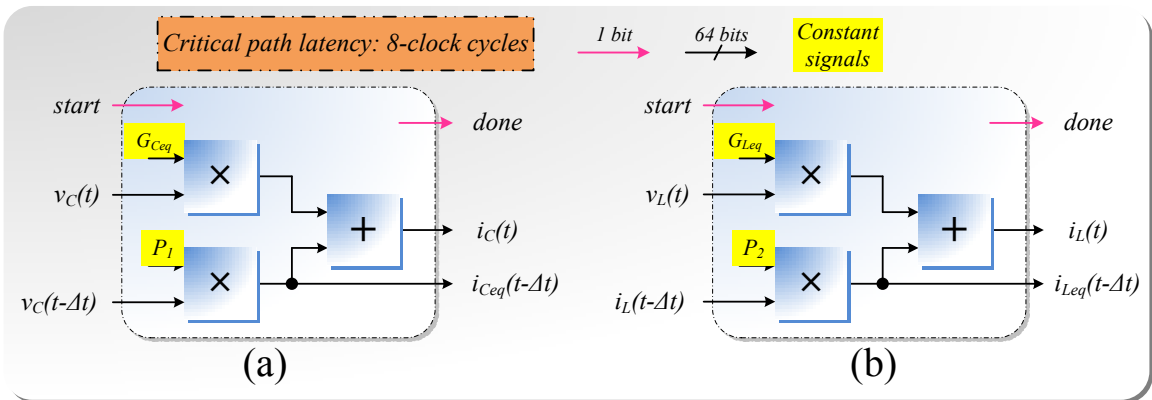 Critical path latency: 8-clock cycles
1 bit
64 bits
Constant
signals
start
done
G_Ceq
v_C(t)
×
+
i_C(t)
P_1
×
v_C(t-Δt)
i_Ceq(t-Δt)
(a)
start
done
G_Leq
v_L(t)
×
+
i_L(t)
P_2
×
i_L(t-Δt)
i_Leq(t-Δt)
(b)